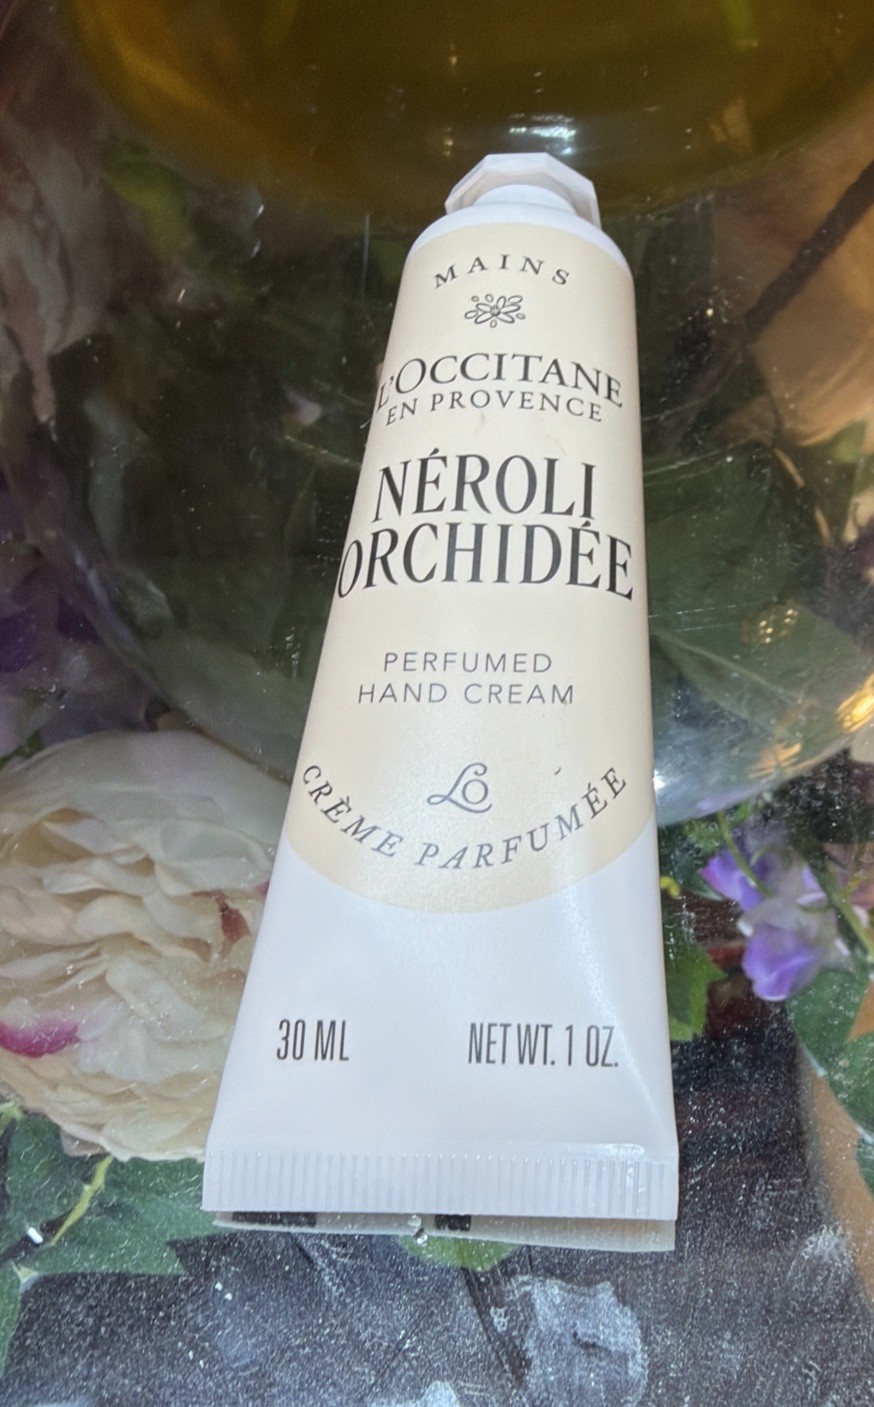 MAINS
L'OCCITANE
EN PROVENCE
NÉROLI
ORCHIDÉE
PERFUMED
HAND CREAM
LO
CRÈME PARFUMÉE
30 ML NET WT. 1 OZ.